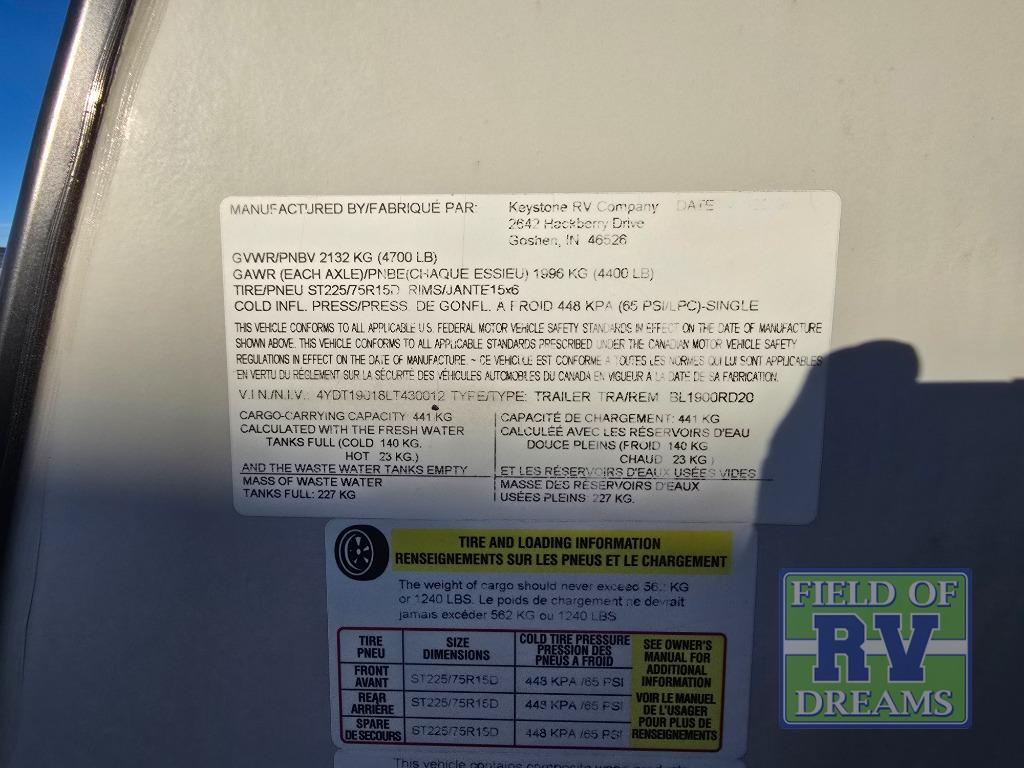 MANUFACTURED BY/FABRIQUÉ PAR: Keystone RV Company DATE
2642 Hackberry Drive
Goshen, IN 46526
GVWR/PNBV 2132 KG (4700 LB)
GAWR (EACH AXLE)/PNBE(CHAQUE ESSIEU) 1996 KG (4400 LB)
TIRE/PNEU ST225/75R15D RIMS/JANTE15x6
COLD INFL. PRESS/PRESS. DE GONFL. À FROID 448 KPA (65 PSI/LPC)-SINGLE
THIS VEHICLE CONFORMS TO ALL APPLICABLE U.S. FEDERAL MOTOR VEHICLE SAFETY STANDARDS IN EFFECT ON THE DATE OF MANUFACTURE
SHOWN ABOVE. THIS VEHICLE CONFORMS TO ALL APPLICABLE STANDARDS PRESCRIBED UNDER THE CANADIAN MOTOR VEHICLE SAFETY
REGULATIONS IN EFFECT ON THE DATE OF MANUFACTURE. ~ CE VEHICULE EST CONFORME A TOUTES LES NORMES QUI LUI SONT APPLICABLES
EN VERTU DU RÈGLEMENT SUR LA SÉCURITÉ DES VÉHICULES AUTOMOBILES DU CANADA EN VIGUEUR A LA DATE DE SA FABRICATION.
V.I.N./N.I.V.: 4YDT19018LT430012 TYPE/TYPE: TRAILER TRA/REM BL1900RD20
CARGO-CARRYING CAPACITY: 441 KG
CALCULATED WITH THE FRESH WATER
TANKS FULL (COLD 140 KG.
HOT 23 KG.)
AND THE WASTE WATER TANKS EMPTY
MASS OF WASTE WATER
TANKS FULL: 227 KG
CAPACITÉ DE CHARGEMENT: 441 KG
CALCULÉE AVEC LES RÉSERVOIRS D'EAU
DOUCE PLEINS (FROID 140 KG
CHAUD 23 KG.)
ET LES RÉSERVOIRS D'EAUX USÉES VIDES
MASSE DES RÉSERVOIRS D'EAUX
USÉES PLEINS: 227 KG.
TIRE AND LOADING INFORMATION
RENSEIGNEMENTS SUR LES PNEUS ET LE CHARGEMENT
The weight of cargo should never exceed 562 KG
or 1240 LBS. Le poids de chargement ne devrait
jamais excéder 562 KG ou 1240 LBS
TIRE PNEU SIZE DIMENSIONS COLD TIRE PRESSURE PRESSION DES PNEUS A FROID
FRONT AVANT ST225/75R15D 448 KPA /65 PSI
REAR ARRIÈRE ST225/75R15D 448 KPA /65 PSI
SPARE DE SECOURS ST225/75R15D 448 KPA /65 PSI
SEE OWNER'S
MANUAL FOR
ADDITIONAL
INFORMATION
VOIR LE MANUEL
DE L'USAGER
POUR PLUS DE
RENSEIGNEMENTS
This vehicle contains composite wood products
FIELD OF
RV
DREAMS